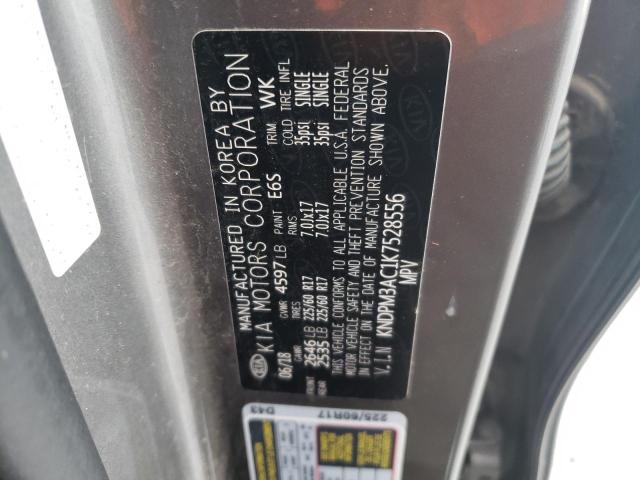 MANUFACTURED IN KOREA BY
KIA KIA MOTORS CORPORATION
06/18 GVWR 4597 LB PAINT E6S TRIM WK
GAWR RIMS COLD TIRE INFL
FRONT 2646 LB 225/60 R17 7.0JX17 35psi SINGLE
REAR 2535 LB 225/60 R17 7.0JX17 35psi SINGLE
THIS VEHICLE CONFORMS TO ALL APPLICABLE U.S.A. FEDERAL
MOTOR VEHICLE SAFETY AND THEFT PREVENTION STANDARDS
IN EFFECT ON THE DATE OF MANUFACTURE SHOWN ABOVE.
V.I.N KNDPM3AC1K7528556
MPV
225/60R17
D43